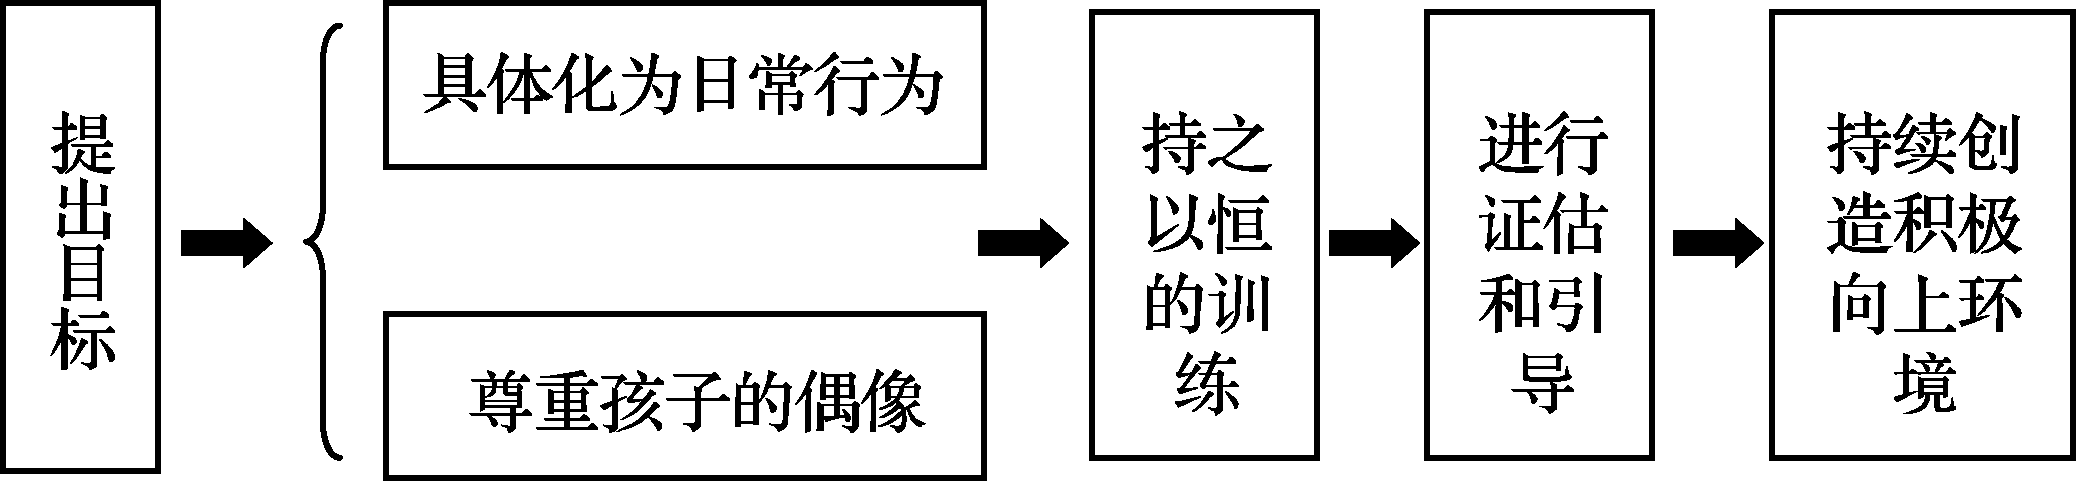 提出目标
具体化为日常行为
尊重孩子的偶像
持之
以恒
的训
练
进行
证估
和引
导
持续创
造积极
向上环
境